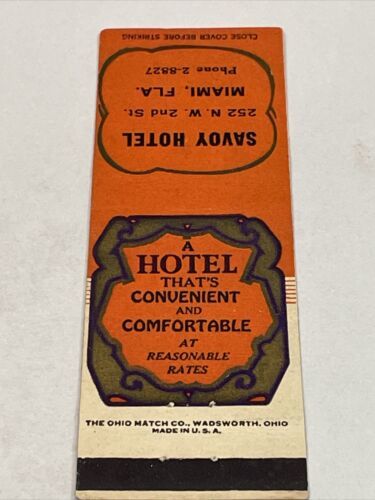 CLOSE COVER BEFORE STRIKING
SAVOY HOTEL
252 N. W. 2nd St.
MIAMI, FLA.
Phone 2-8827
A
HOTEL
THAT'S
CONVENIENT
AND
COMFORTABLE
AT
REASONABLE
RATES
THE OHIO MATCH CO., WADSWORTH, OHIO
MADE IN U.S.A.